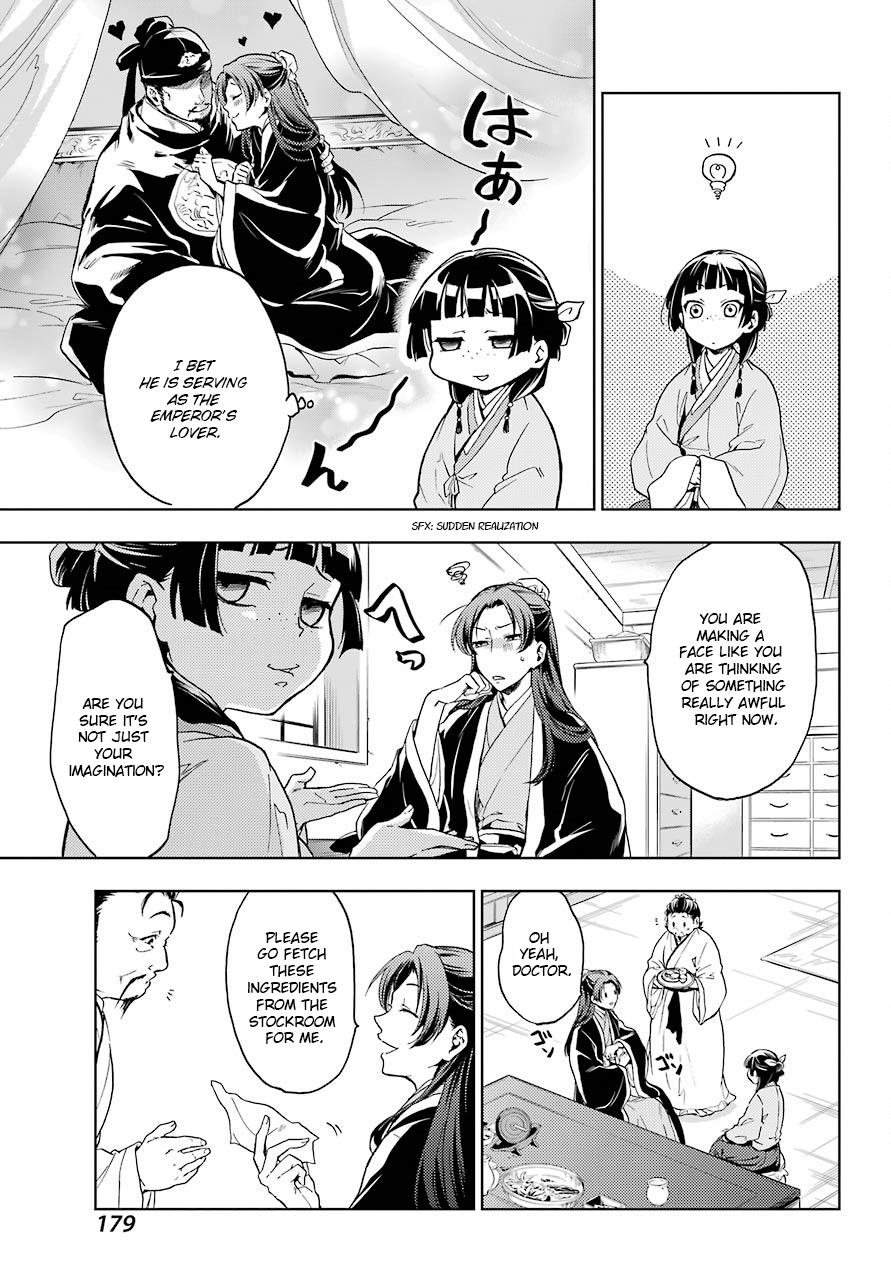 はあ～ん
I BET
HE IS SERVING
AS THE
EMPEROR'S
LOVER.
SFX: SUDDEN REALIZATION
YOU ARE
MAKING A
FACE LIKE YOU
ARE THINKING
OF SOMETHING
REALLY AWFUL
RIGHT NOW.
へっ
ARE YOU
SURE IT'S
NOT JUST
YOUR
IMAGINATION?
OH
YEAH,
DOCTOR.
ゴン
ゴン
PLEASE
GO FETCH
THESE
INGREDIENTS
FROM THE
STOCKROOM
FOR ME.
179